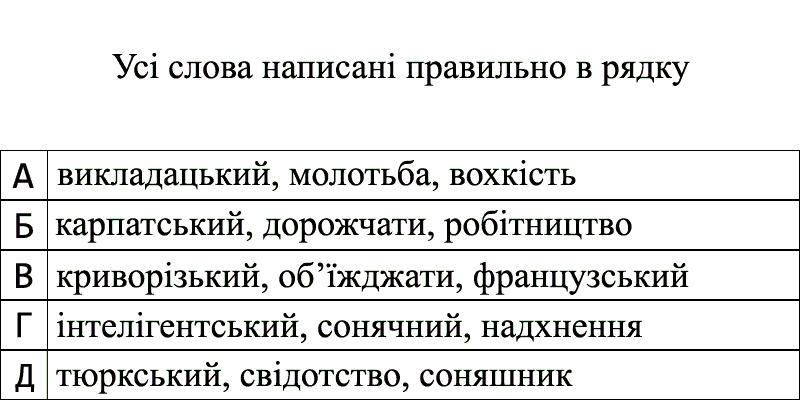 Усі слова написані правильно в рядку
А викладацький, молотьба, вохкість
Б карпатський, дорожчати, робітництво
В криворізький, об’їжджати, французський
Г інтелігентський, сонячний, надхнення
Д тюркський, свідотство, соняшник